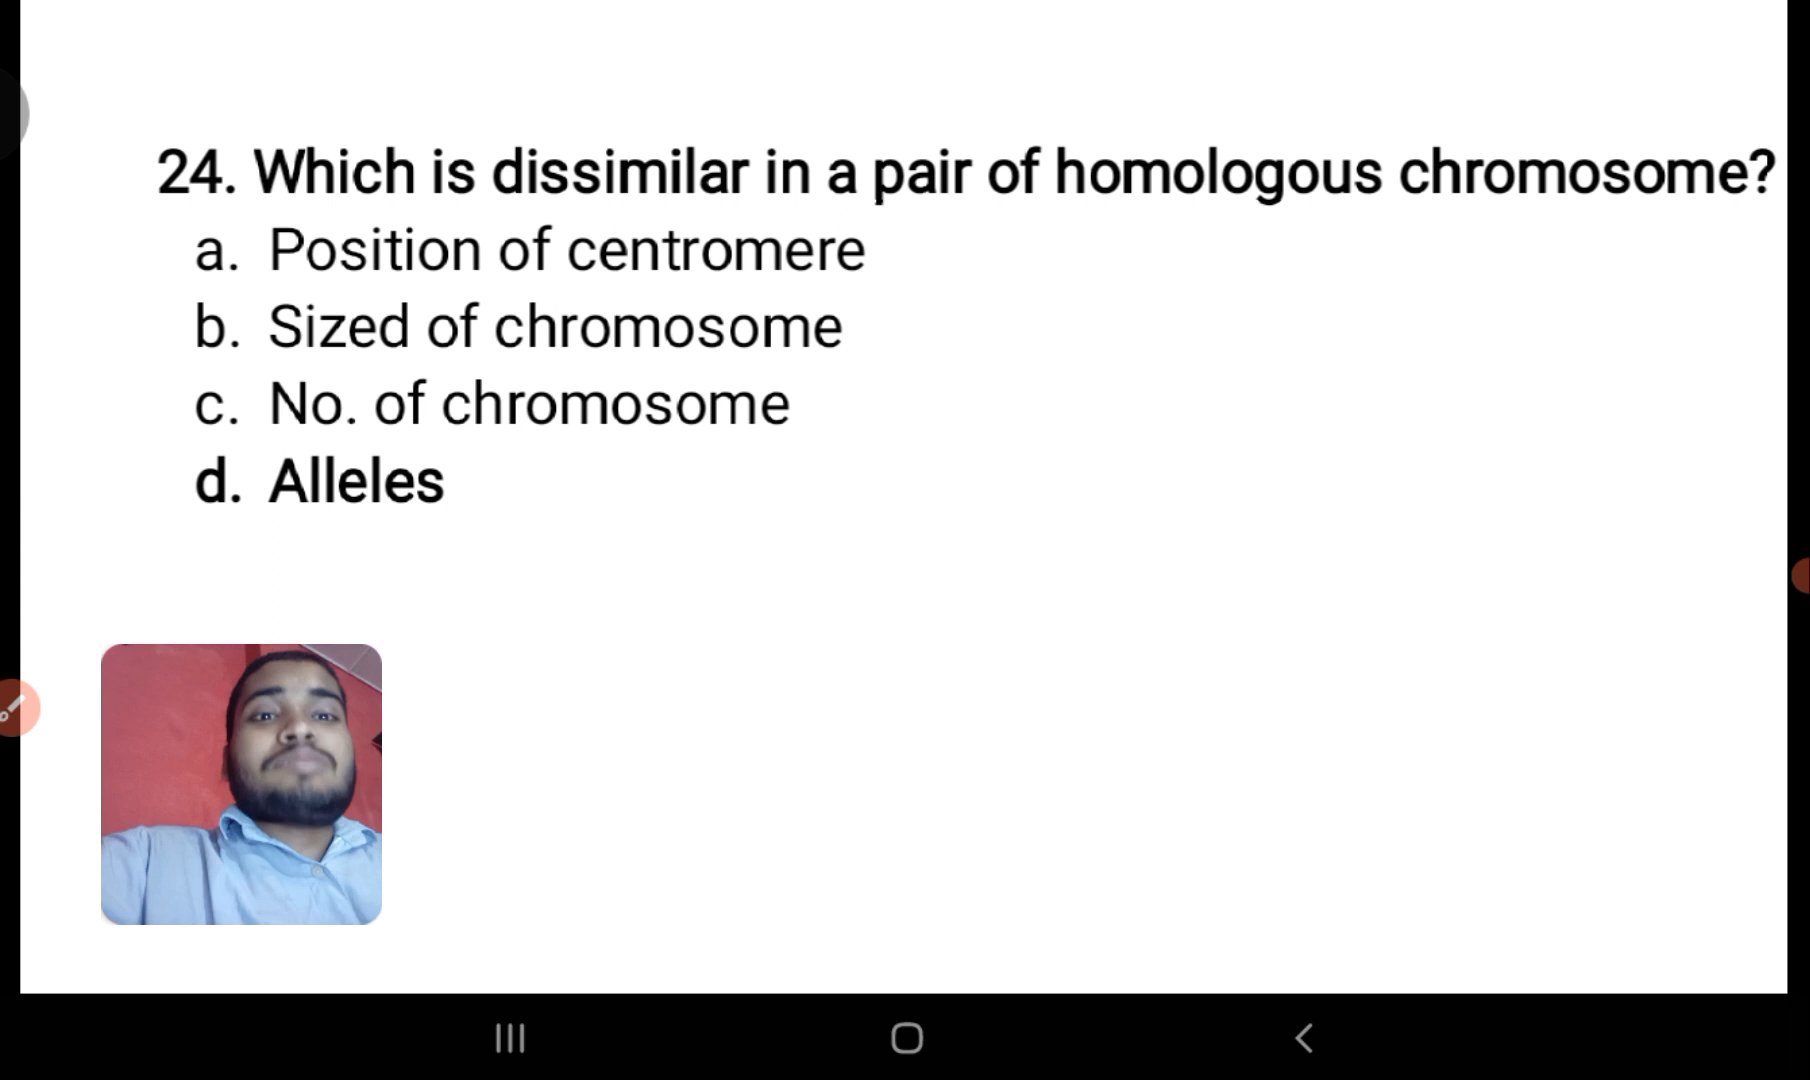 24. Which is dissimilar in a pair of homologous chromosome?
a. Position of centromere
b. Sized of chromosome
c. No. of chromosome
d. Alleles